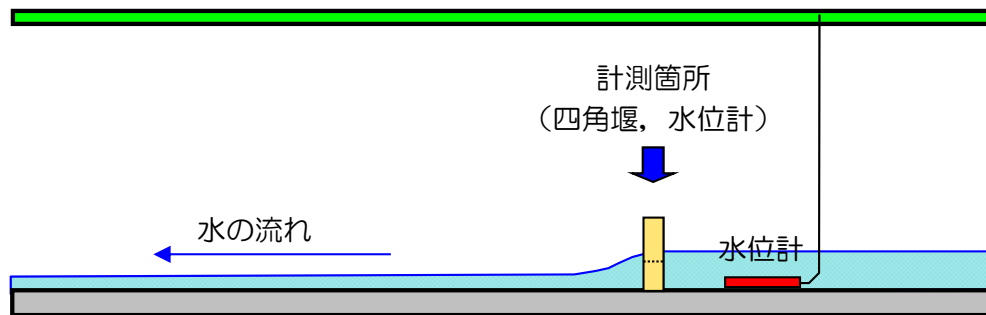 計測箇所
（四角堰，水位計）
水の流れ
水位計